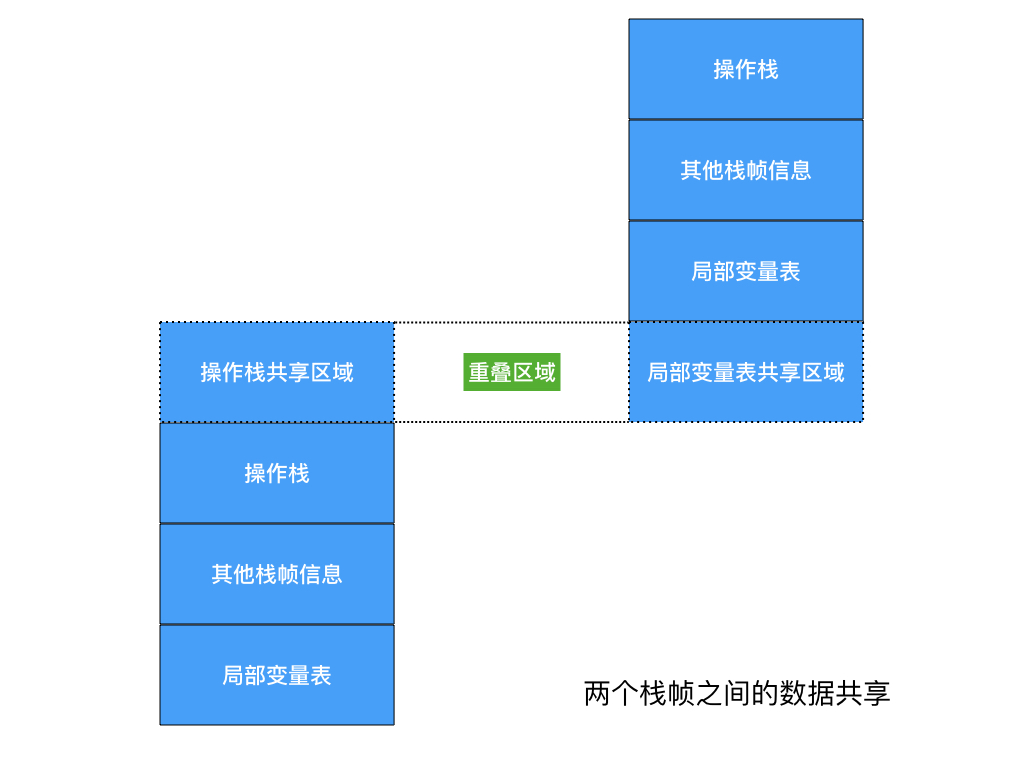 操作栈
其他栈帧信息
局部变量表
操作栈共享区域
重叠区域
局部变量表共享区域
操作栈
其他栈帧信息
局部变量表
两个栈帧之间的数据共享